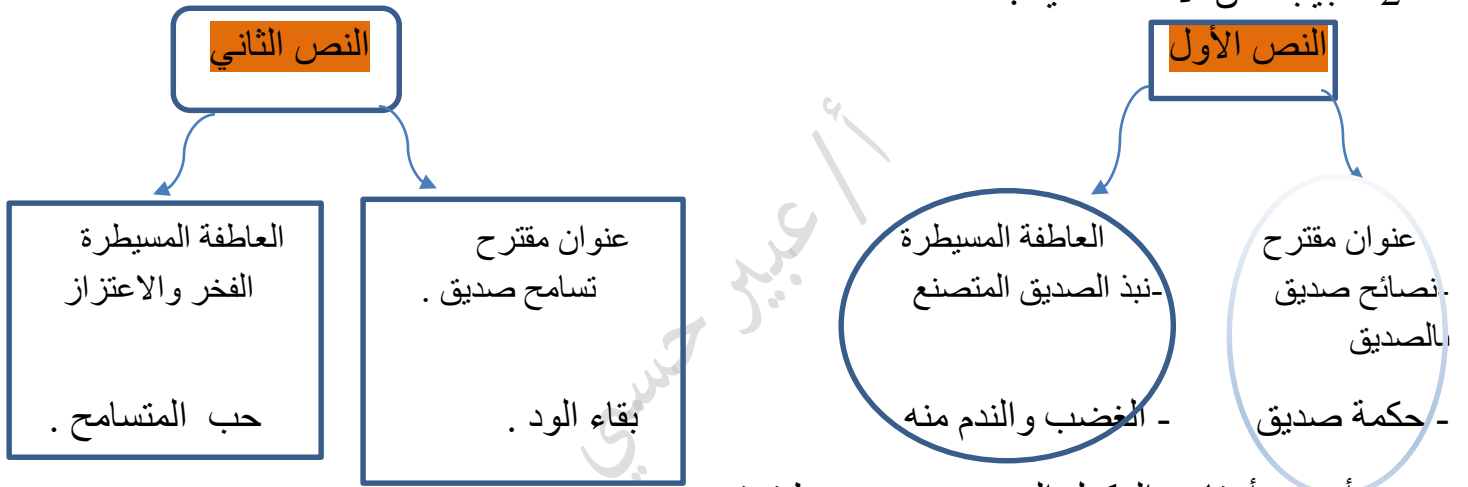 النص الأول
النص الثاني
عنوان مقترح
-نصائح صديق
بالصديق
- حكمة صديق
العاطفة المسيطرة
-نبذ الصديق المتصنع
- الغضب والندم منه
عنوان مقترح
تسامح صديق .
بقاء الود .
العاطفة المسيطرة
الفخر والاعتزاز
حب المتسامح .
أ/ عبير حسي